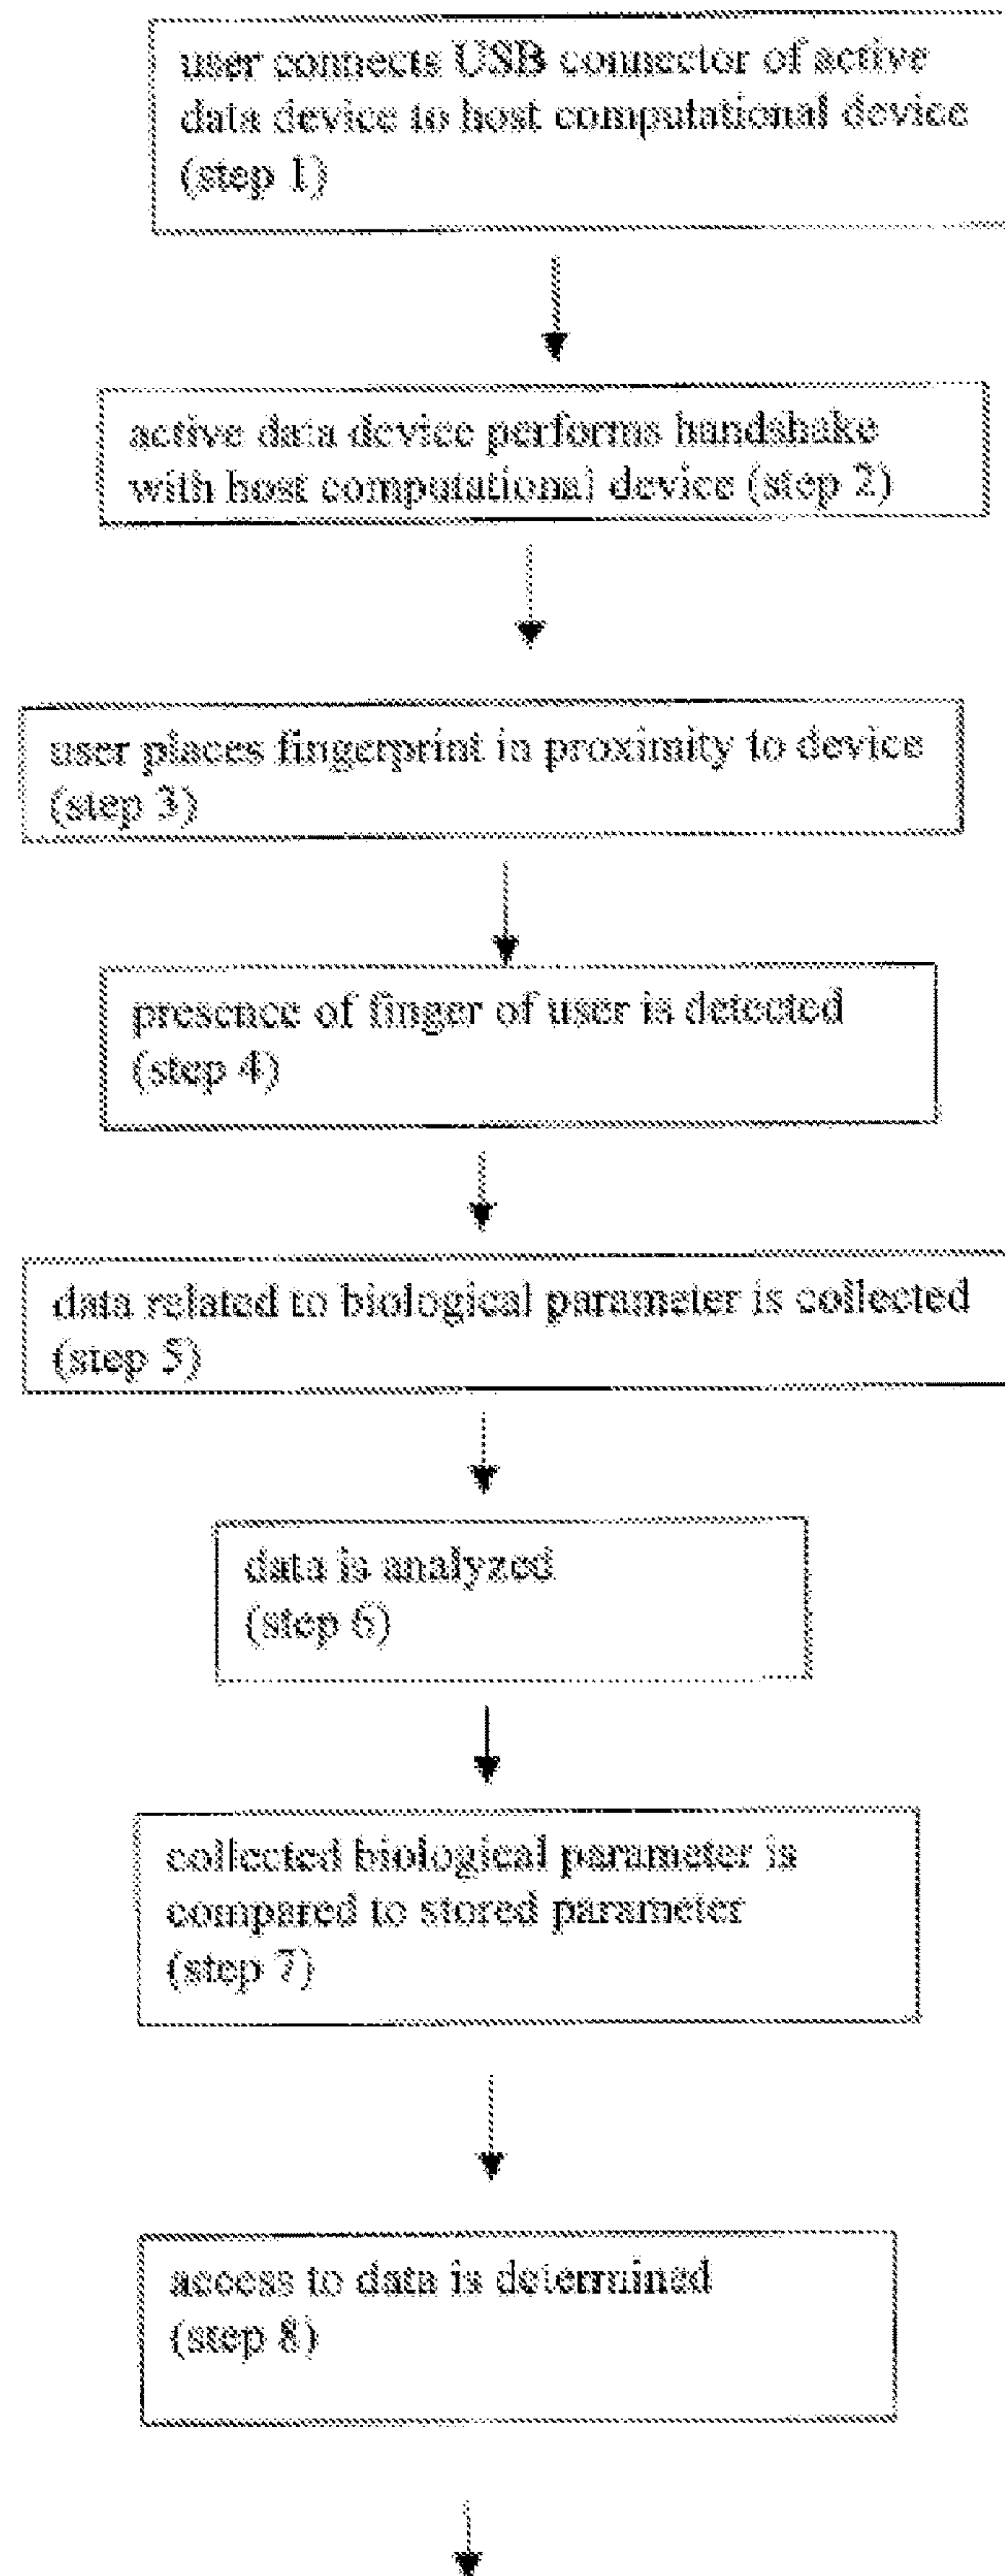 user connects USB connector of active
data device to host computational device
(step 1)
active data device performs handshake
with host computational device (step 2)
user places fingerprint in proximity to device
(step 3)
presence of finger of user is detected
(step 4)
data related to biological parameter is collected
(step 5)
data is analyzed
(step 6)
collected biological parameter is
compared to stored parameter
(step 7)
access to data is determined
(step 8)